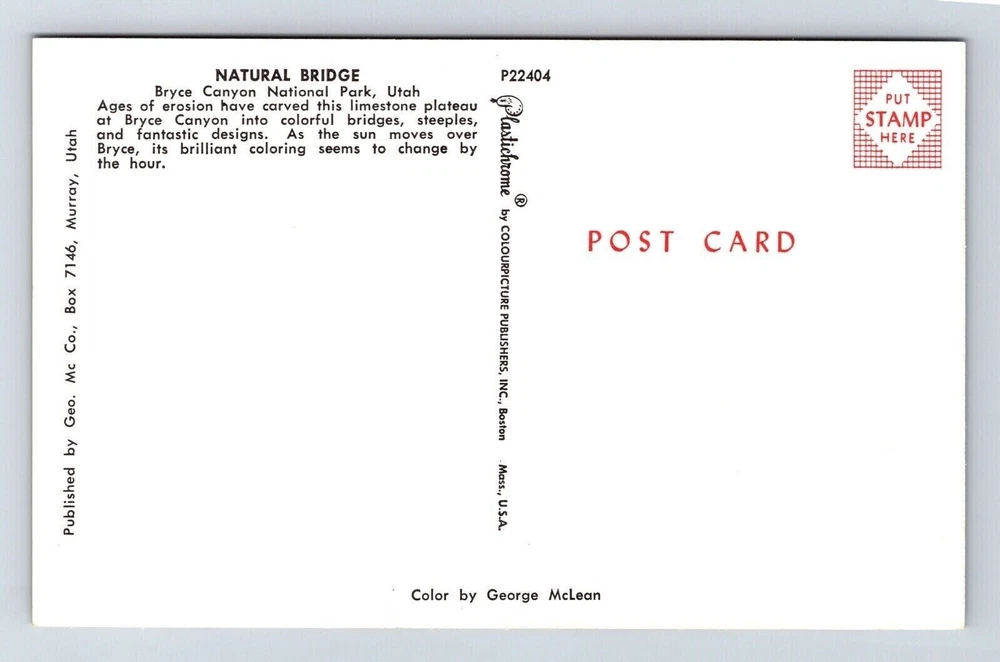 NATURAL BRIDGE
Bryce Canyon National Park, Utah
Ages of erosion have carved this limestone plateau
at Bryce Canyon into colorful bridges, steeples,
and fantastic designs. As the sun moves over
Bryce, its brilliant coloring seems to change by
the hour.
Published by Geo. Mc Co., Box 7146, Murray, Utah
P22404
Plastichrome ® by COLOURPICTURE PUBLISHERS, INC., Boston Mass., U.S.A.
PUT
STAMP
HERE
POST CARD
Color by George McLean